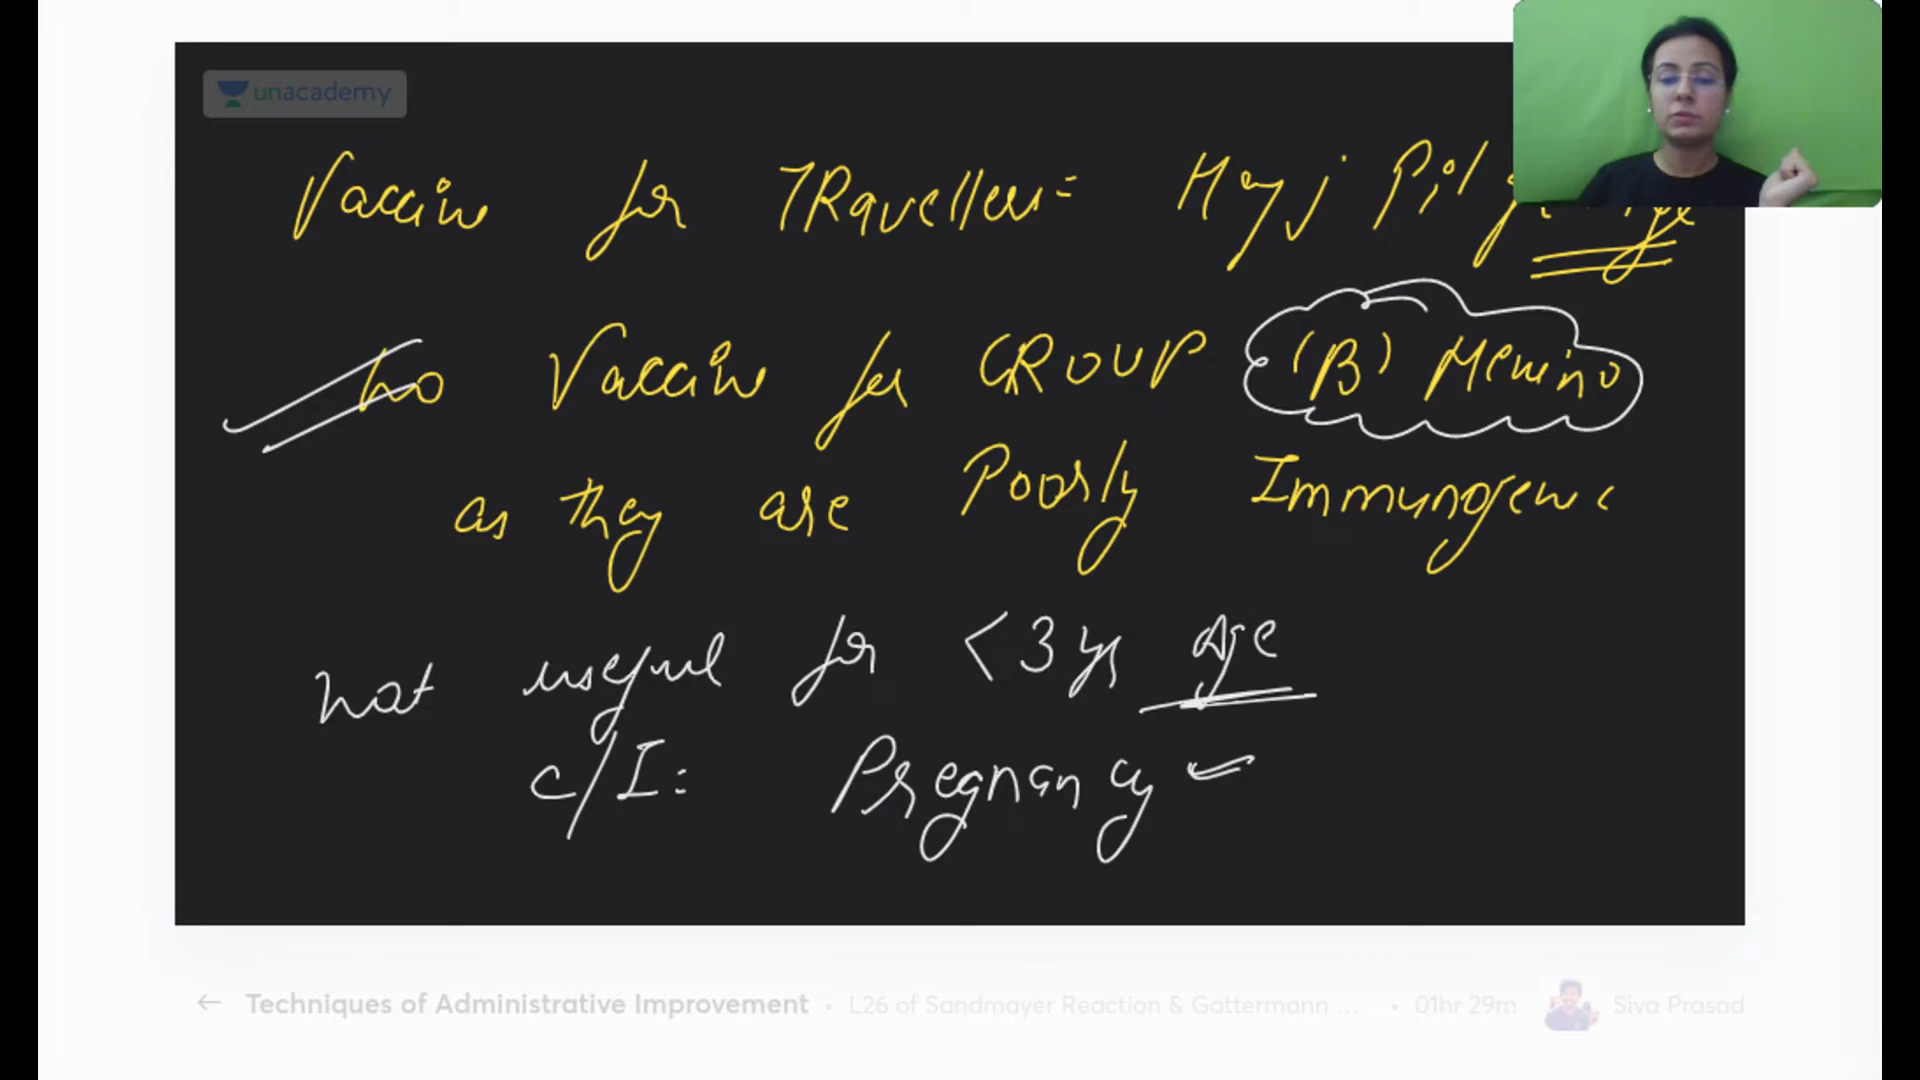 unacademy
Vaccine for TRavellers = Hajj Pilgrimage
No Vaccine for GROUP (B) Menino
as they are Poorly Immunogenic
Not useful for <3 yrs Age
C/I: Pregnancy
← Techniques of Administrative Improvement • L26 of Sandmayer Reaction & Gattermann ... • 01hr 29m Siva Prasad